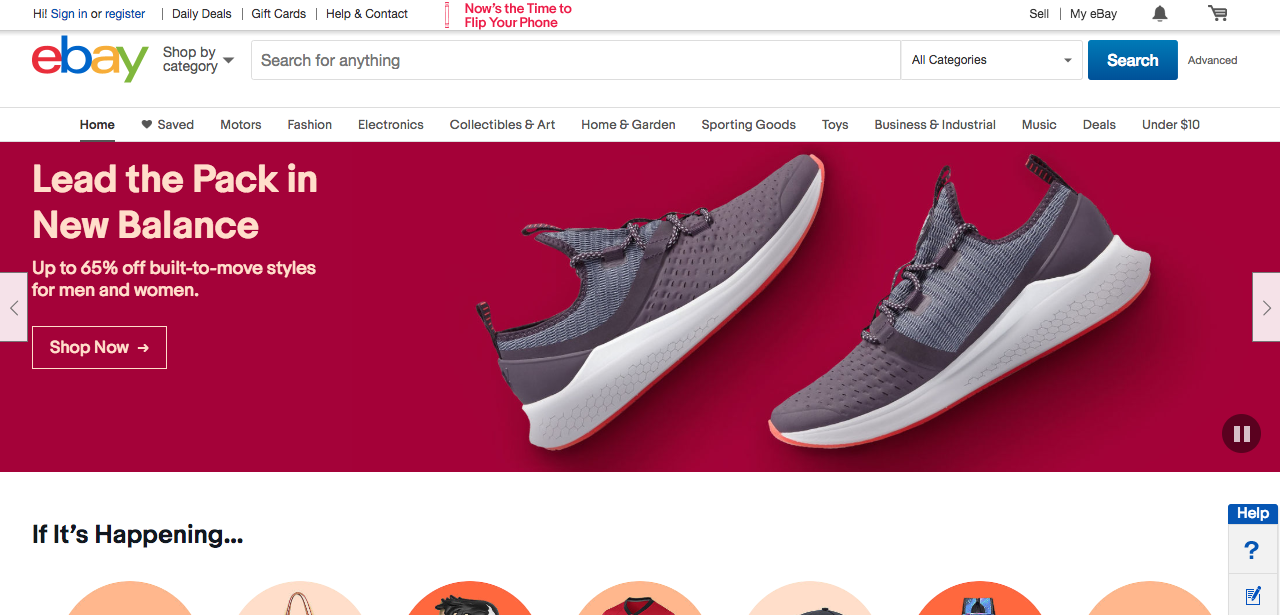 Hi! Sign in or register
Daily Deals
Gift Cards
Help & Contact
Now's the Time to
Flip Your Phone
Sell
My eBay
ebay
Shop by
category
Search for anything
All Categories
Search
Advanced
Home
Saved
Motors
Fashion
Electronics
Collectibles & Art
Home & Garden
Sporting Goods
Toys
Business & Industrial
Music
Deals
Under $10
Lead the Pack in
New Balance
Up to 65% off built-to-move styles
for men and women.
Shop Now →
If It's Happening...
Help
?